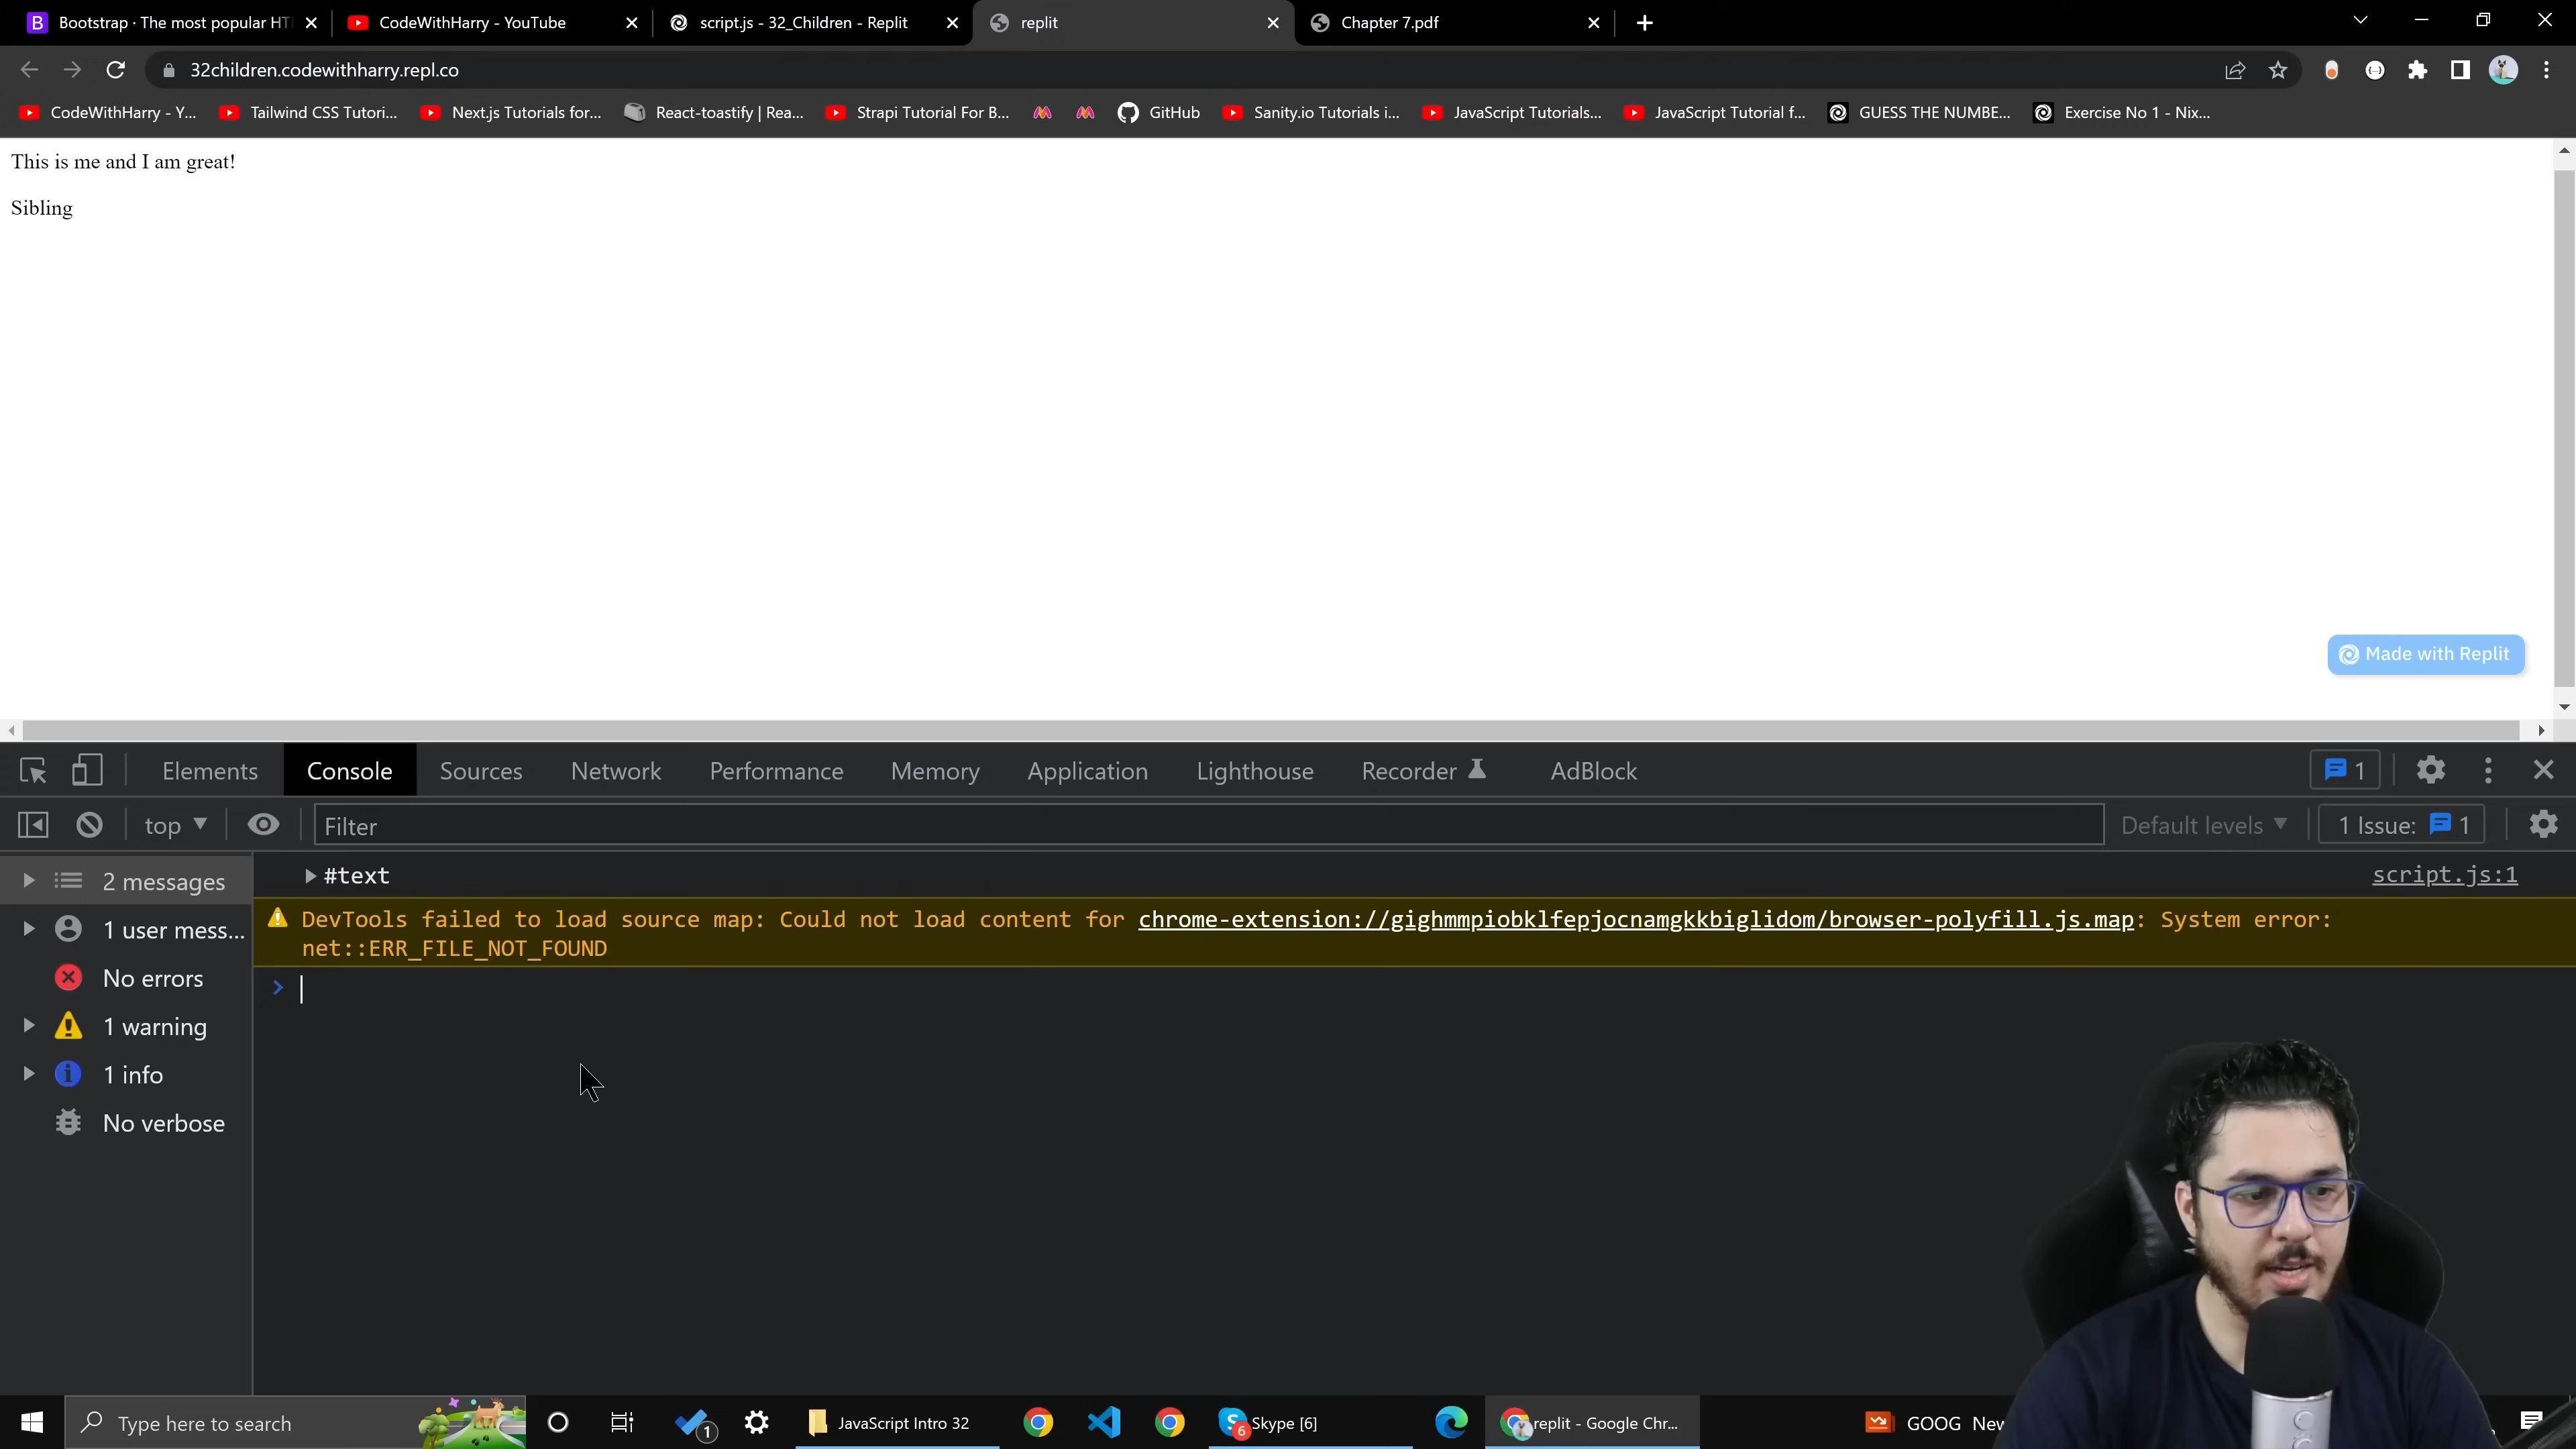 Bootstrap · The most popular HT
CodeWithHarry - YouTube
script.js - 32_Children - Replit
replit
Chapter 7.pdf
32children.codewithharry.repl.co
CodeWithHarry - Y...
Tailwind CSS Tutori...
Next.js Tutorials for...
React-toastify | Rea...
Strapi Tutorial For B...
GitHub
Sanity.io Tutorials i...
JavaScript Tutorials...
JavaScript Tutorial f...
GUESS THE NUMBE...
Exercise No 1 - Nix...
This is me and I am great!
Sibling
Made with Replit
Elements Console Sources Network Performance Memory Application Lighthouse Recorder AdBlock 1
top Filter Default levels 1 Issue: 1
2 messages
1 user mess...
No errors
1 warning
1 info
No verbose
#text script.js:1
DevTools failed to load source map: Could not load content for chrome-extension://gighmmpiobklfepjocnamgkkbiglidom/browser-polyfill.js.map: System error:
net::ERR_FILE_NOT_FOUND
Type here to search
1
JavaScript Intro 32
6
Skype [6]
replit - Google Chr...
GOOG Nev